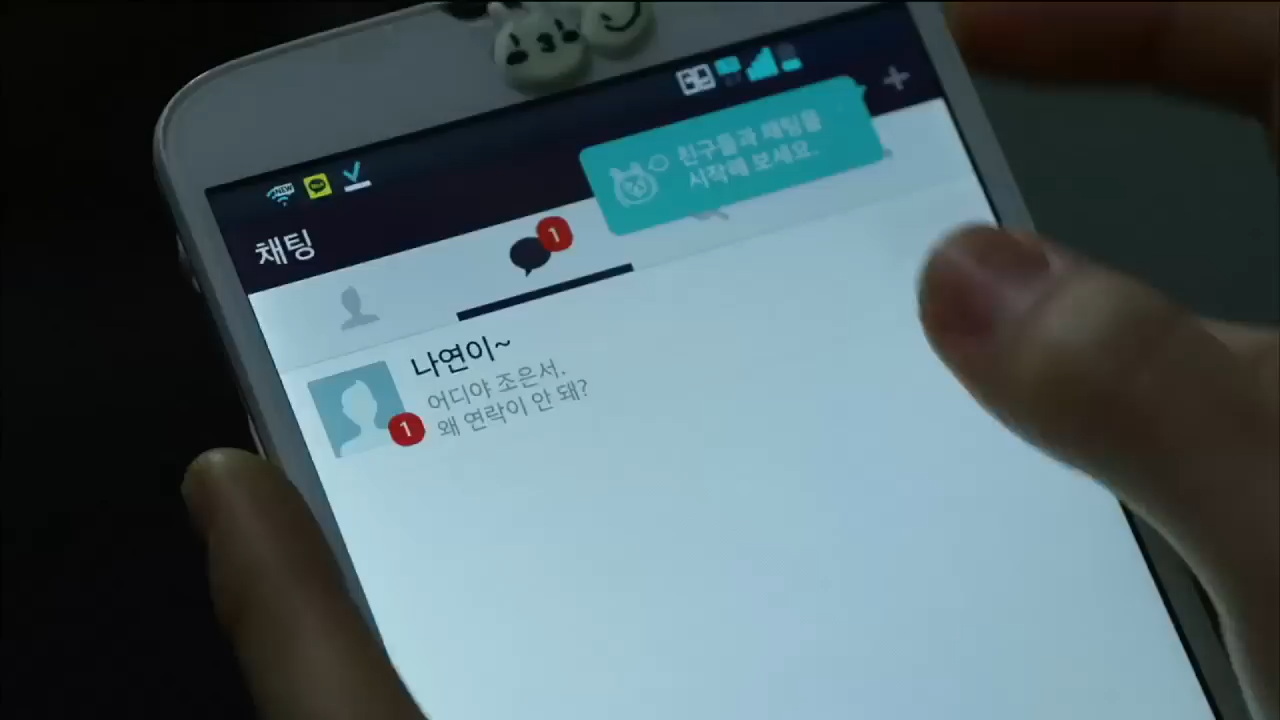 NEW
친구들과 채팅을
시작해 보세요.
채팅
1
나연이~
어디야 조은서.
왜 연락이 안 돼?
1